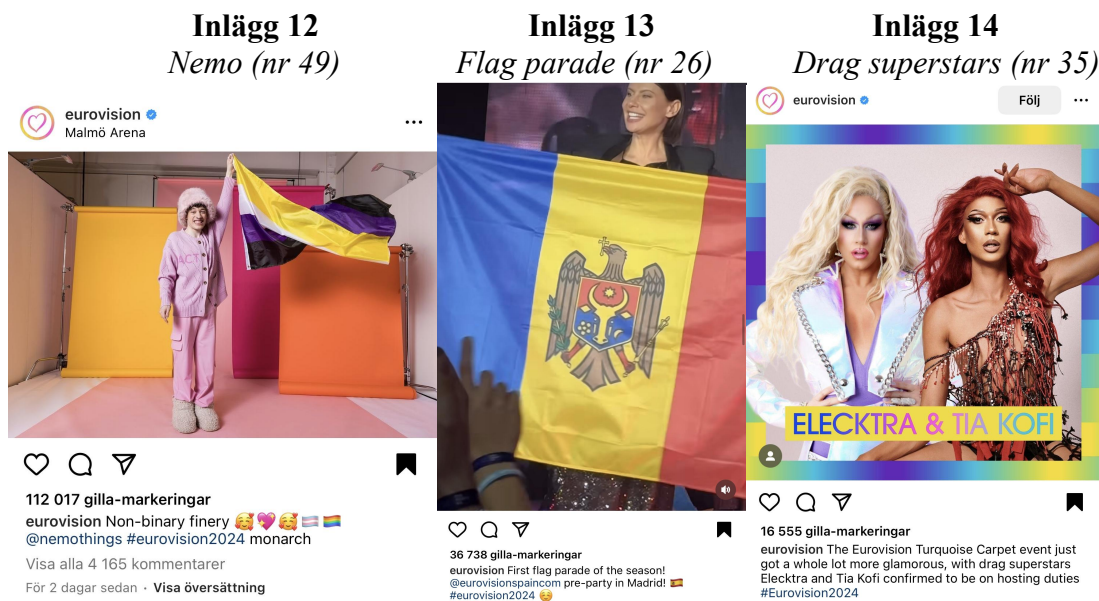 Inlägg 12
Nemo (nr 49)
eurovision
Malmö Arena
112 017 gilla-markeringar
eurovision Non-binary finery 🥰💖🥰🏳️‍⚧️🏳️‍🌈
@nemothings #eurovision2024 monarch
Visa alla 4 165 kommentarer
För 2 dagar sedan · Visa översättning
Inlägg 13
Flag parade (nr 26)
36 738 gilla-markeringar
eurovision First flag parade of the season!
@eurovisionspaincom pre-party in Madrid! 🇪🇸
#eurovision2024 ☺️
Inlägg 14
Drag superstars (nr 35)
eurovision
Följ
ELECKTRA & TIA KOFI
16 555 gilla-markeringar
eurovision The Eurovision Turquoise Carpet event just
got a whole lot more glamorous, with drag superstars
Elecktra and Tia Kofi confirmed to be on hosting duties
#Eurovision2024